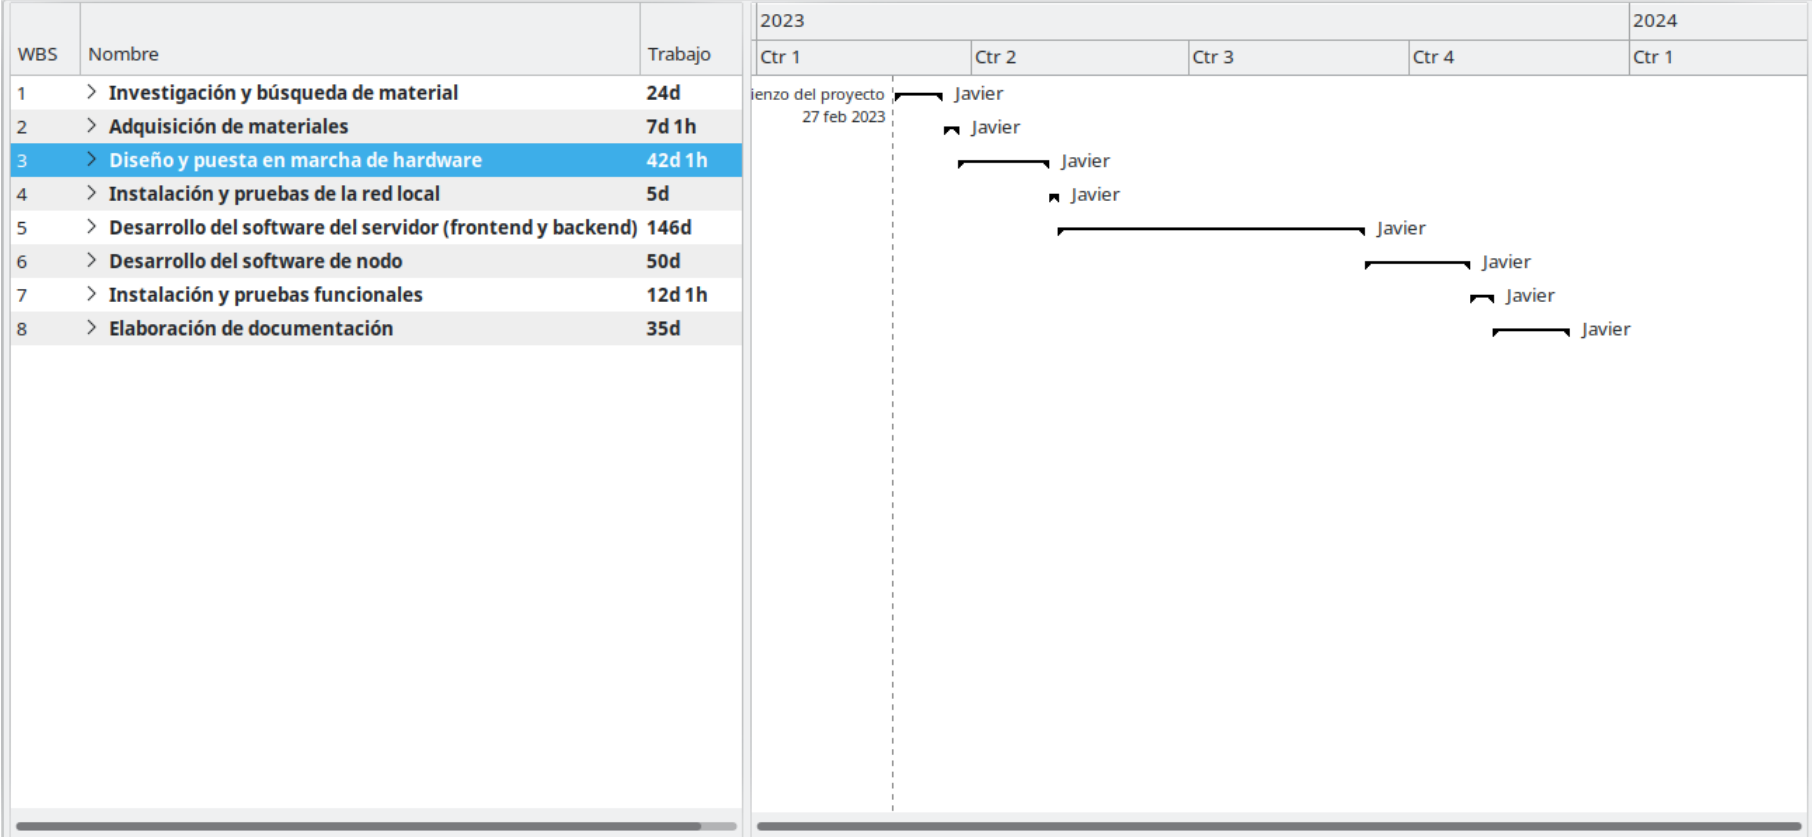 2023 2024
WBS Nombre Trabajo Ctr 1 Ctr 2 Ctr 3 Ctr 4 Ctr 1
1 Investigación y búsqueda de material 24d ienzo del proyecto Javier
27 feb 2023
2 Adquisición de materiales 7d 1h Javier
3 Diseño y puesta en marcha de hardware 42d 1h Javier
4 Instalación y pruebas de la red local 5d Javier
5 Desarrollo del software del servidor (frontend y backend) 146d Javier
6 Desarrollo del software de nodo 50d Javier
7 Instalación y pruebas funcionales 12d 1h Javier
8 Elaboración de documentación 35d Javier